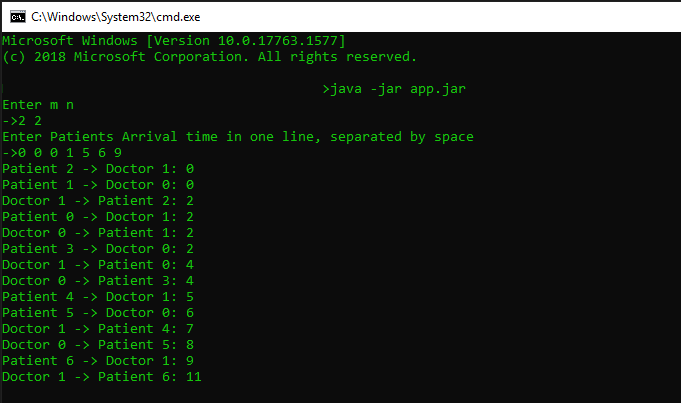 C:\Windows\System32\cmd.exe
Microsoft Windows [Version 10.0.17763.1577]
(c) 2018 Microsoft Corporation. All rights reserved.
>java -jar app.jar
Enter m n
->2 2
Enter Patients Arrival time in one line, separated by space
->0 0 0 1 5 6 9
Patient 2 -> Doctor 1: 0
Patient 1 -> Doctor 0: 0
Doctor 1 -> Patient 2: 2
Patient 0 -> Doctor 1: 2
Doctor 0 -> Patient 1: 2
Patient 3 -> Doctor 0: 2
Doctor 1 -> Patient 0: 4
Doctor 0 -> Patient 3: 4
Patient 4 -> Doctor 1: 5
Patient 5 -> Doctor 0: 6
Doctor 1 -> Patient 4: 7
Doctor 0 -> Patient 5: 8
Patient 6 -> Doctor 1: 9
Doctor 1 -> Patient 6: 11